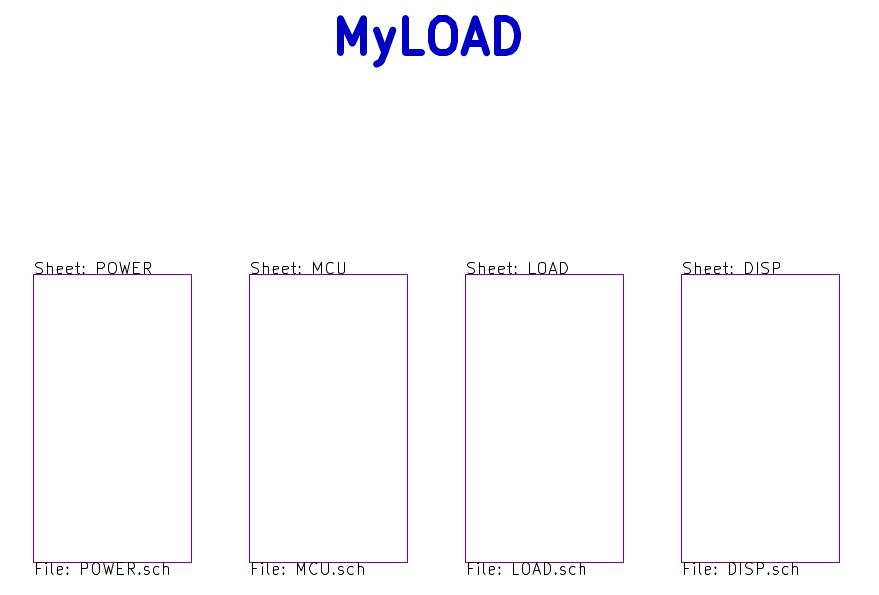 MyLOAD
Sheet: POWER
Sheet: MCU
Sheet: LOAD
Sheet: DISP
File: POWER.sch
File: MCU.sch
File: LOAD.sch
File: DISP.sch